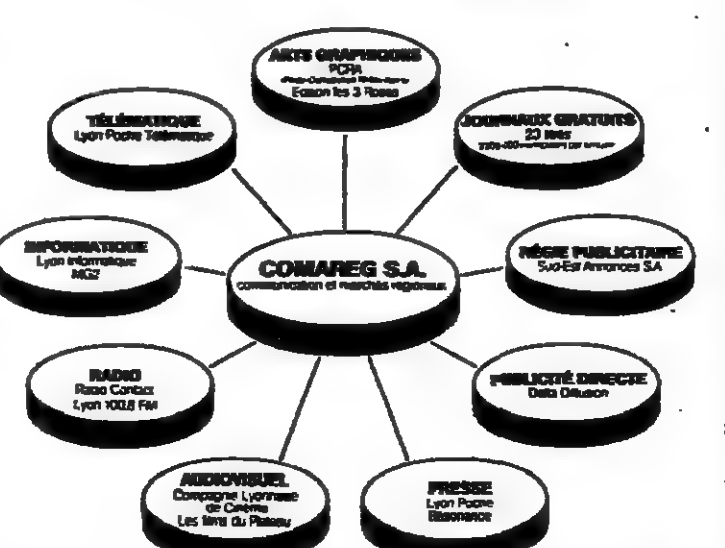 ARTS GRAPHIQUES
PCRA
Edition les 3 Roses
TÉLÉMATIQUE
Lyon Poche Télématique
JOURNAUX GRATUITS
23 titres
INFORMATIQUE
Lyon Informatique
MG2
COMAREG S.A.
communication et marchés régionaux
RÉGIE PUBLICITAIRE
Sud-Est Annonces S.A
RADIO
Radio Contact
Lyon 100.8 FM
PUBLICITÉ DIRECTE
Delta Diffusion
AUDIOVISUEL
Compagnie Lyonnaise
de Cinéma
Les films du Plateau
PRESSE
Lyon Poche
Résonance